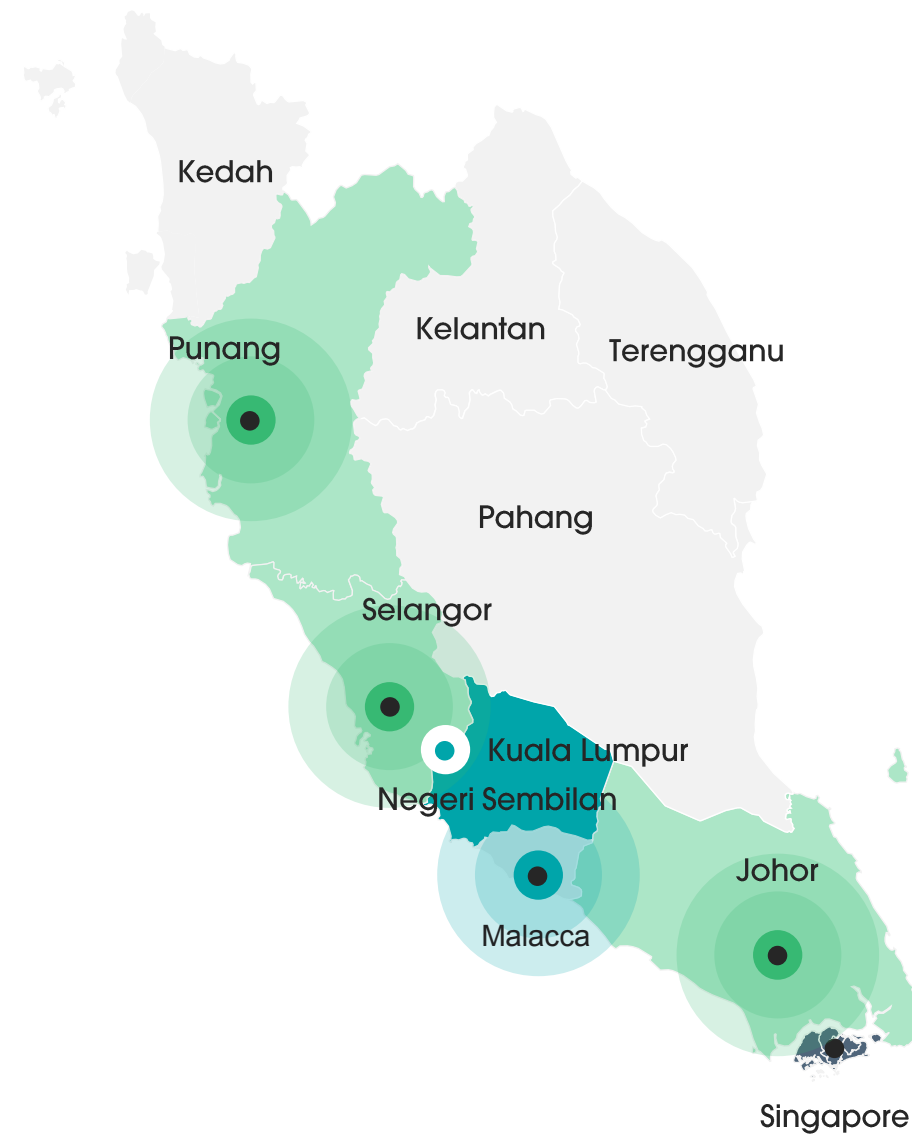 Kedah
Kelantan
Punang
Terengganu
Pahang
Selangor
Kuala Lumpur
Negeri Sembilan
Johor
Malacca
Singapore